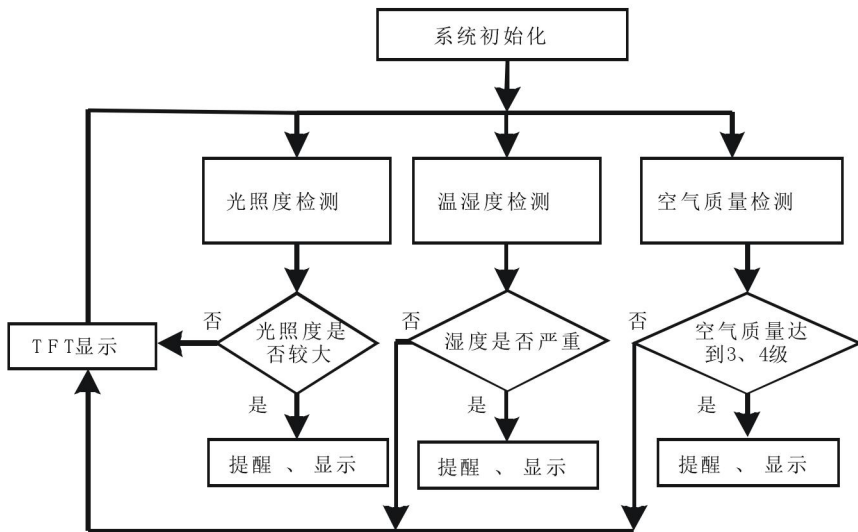 系统初始化
光照度检测
温湿度检测
空气质量检测
否
光照度是
否较大
否
湿度是否严重
否
空气质量达
到3、4级
TFT显示
是
是
是
提醒 、显示
提醒 、显示
提醒 、显示